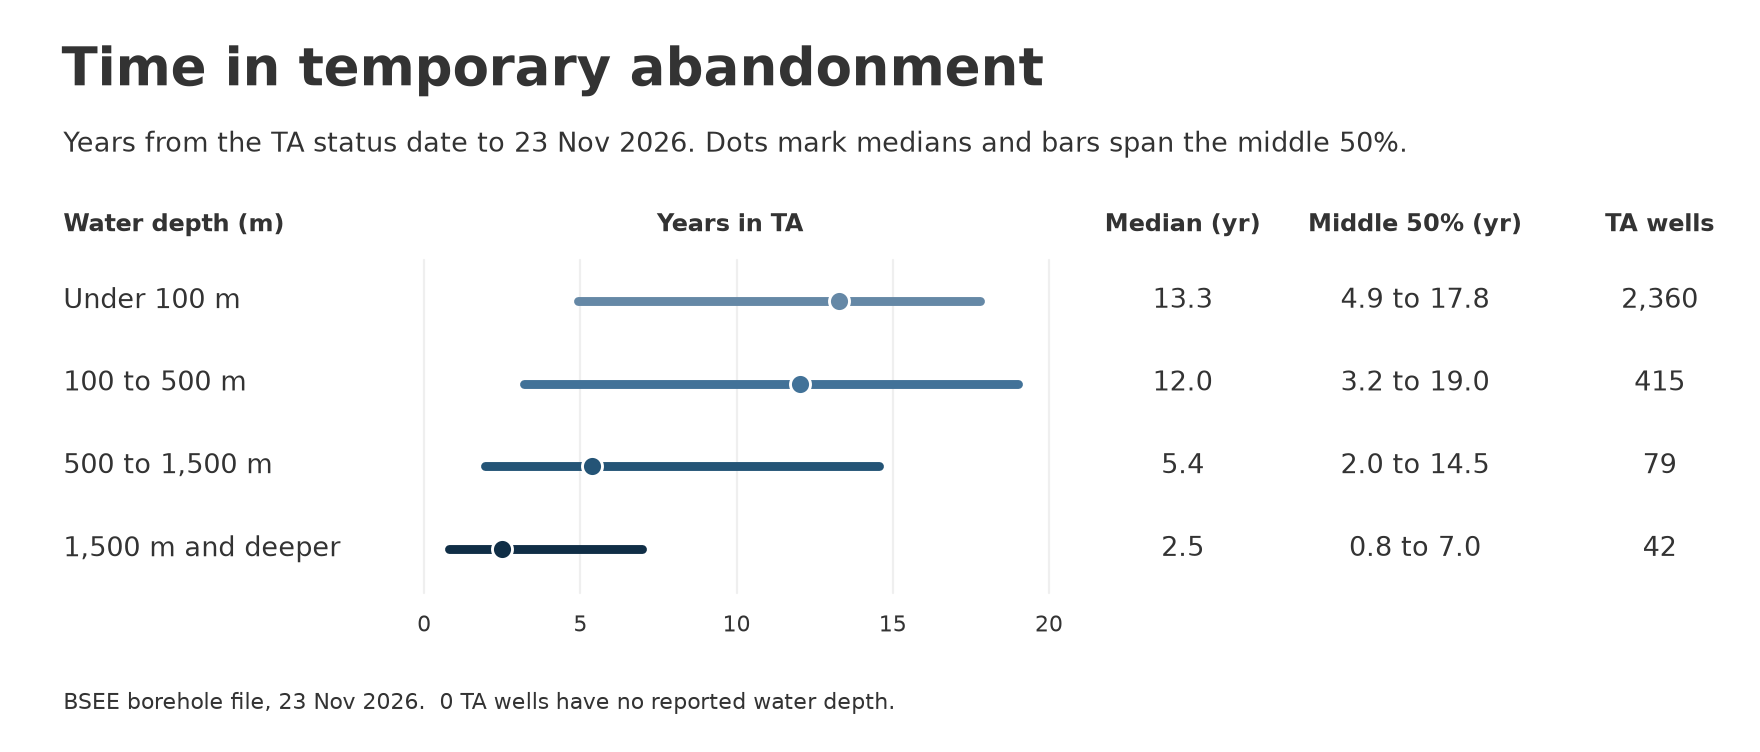 Time in temporary abandonment
Years from the TA status date to 23 Nov 2026. Dots mark medians and bars span the middle 50%.
Water depth (m) Years in TA Median (yr) Middle 50% (yr) TA wells
Under 100 m 13.3 4.9 to 17.8 2,360
100 to 500 m 12.0 3.2 to 19.0 415
500 to 1,500 m 5.4 2.0 to 14.5 79
1,500 m and deeper 2.5 0.8 to 7.0 42
0 5 10 15 20
BSEE borehole file, 23 Nov 2026.  0 TA wells have no reported water depth.